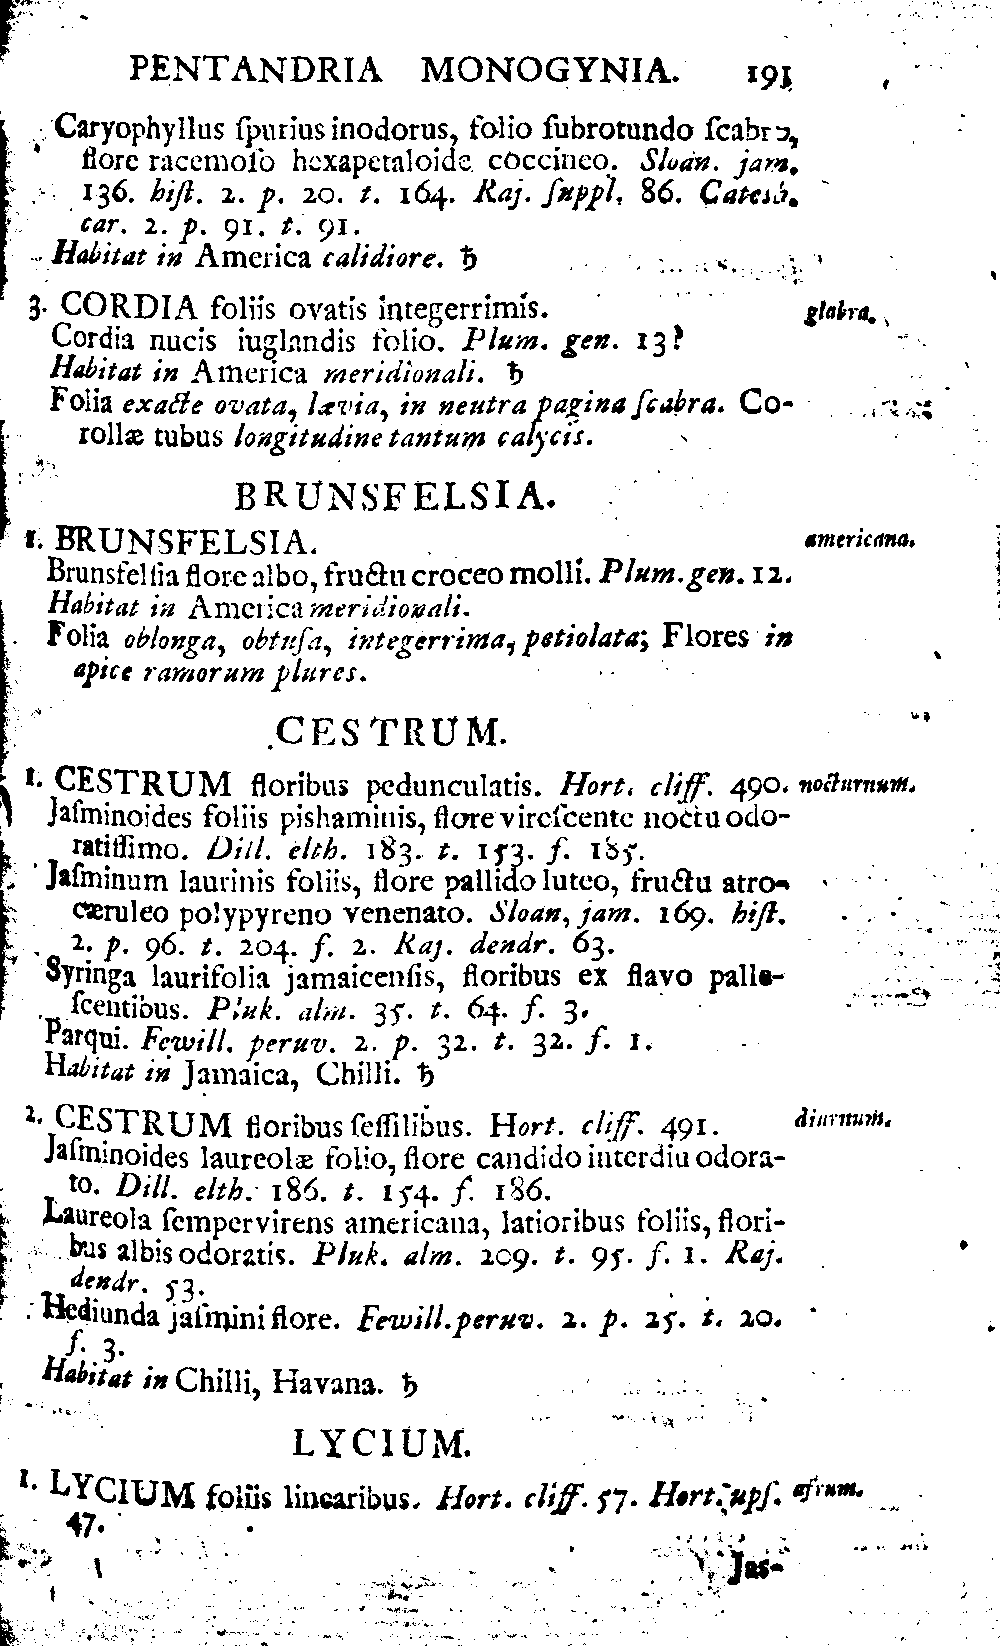 PENTANDRIA MONOGYNIA. 191
Caryophyllus ſpurius inodorus, folio ſubrotundo ſcabro,
flore racemoſo hexapetaloide coccineo. Sloan. jam.
136. hiſt. 2. p. 20. t. 164. Raj. ſuppl. 86. Catesb.
car. 2. p. 91. t. 91.
Habitat in America calidiore. ♄
3. CORDIA foliis ovatis integerrimis. glabra.
Cordia nucis iuglandis folio. Plum. gen. 13?
Habitat in America meridionali. ♄
Folia exacte ovata, lævia, in neutra pagina ſcabra. Co-
rollæ tubus longitudine tantum calycis.
BRUNSFELSIA.
1. BRUNSFELSIA. americana.
Brunsfelſia flore albo, fructu croceo molli. Plum. gen. 12.
Habitat in America meridionali.
Folia oblonga, obtuſa, integerrima, petiolata; Flores in
apice ramorum plures.
CESTRUM.
1. CESTRUM floribus pedunculatis. Hort. cliff. 490. nocturnum.
Jaſminoides foliis pishaminis, flore vireſcente noctu odo-
ratiſſimo. Dill. elth. 183. t. 153. f. 185.
Jaſminum laurinis foliis, flore pallido luteo, fructu atro-
cæruleo polypyreno venenato. Sloan, jam. 169. hiſt.
2. p. 96. t. 204. f. 2. Raj. dendr. 63.
Syringa laurifolia jamaicenſis, floribus ex flavo palle-
ſcentibus. Pluk. alm. 35. t. 64. f. 3.
Parqui. Fewill. peruv. 2. p. 32. t. 32. f. 1.
Habitat in Jamaica, Chilli. ♄
2. CESTRUM floribus ſeſſilibus. Hort. cliff. 491. diurnum.
Jaſminoides laureolæ folio, flore candido interdiu odora-
to. Dill. elth. 186. t. 154. f. 186.
Laureola ſempervirens americana, latioribus foliis, flori-
bus albis odoratis. Pluk. alm. 209. t. 95. f. 1. Raj.
dendr. 53.
Hediunda jaſmini flore. Fewill. peruv. 2. p. 25. t. 20.
f. 3.
Habitat in Chilli, Havana. ♄
LYCIUM.
1. LYCIUM foliis linearibus. Hort. cliff. 57. Hort. upſ. afrum.
47.
Jas-